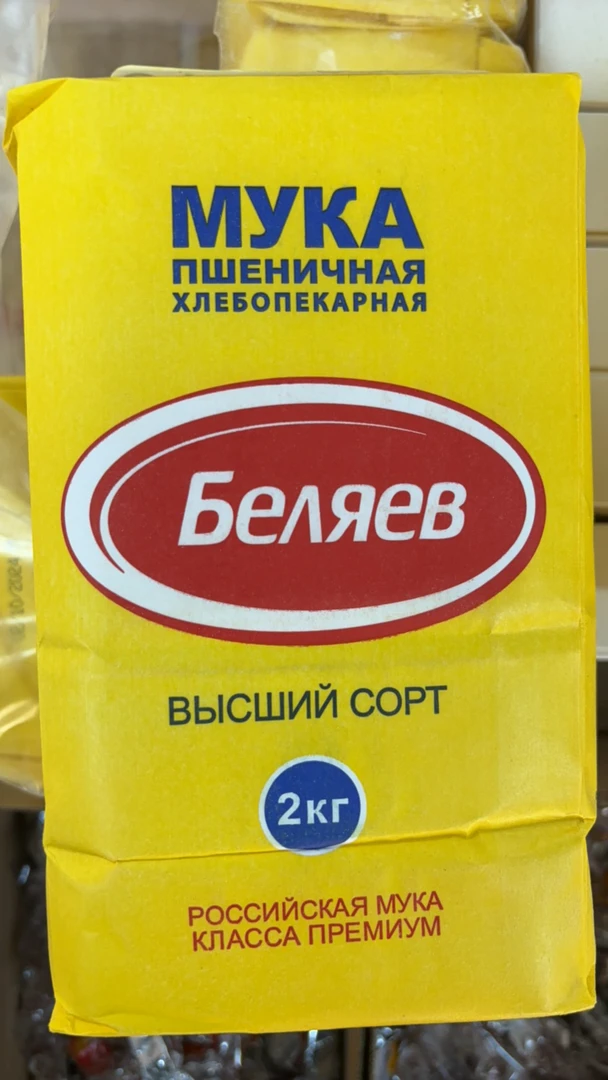 МУКА
ПШЕНИЧНАЯ
ХЛЕБОПЕКАРНАЯ
Беляев
ВЫСШИЙ СОРТ
2кг
РОССИЙСКАЯ МУКА
КЛАССА ПРЕМИУМ